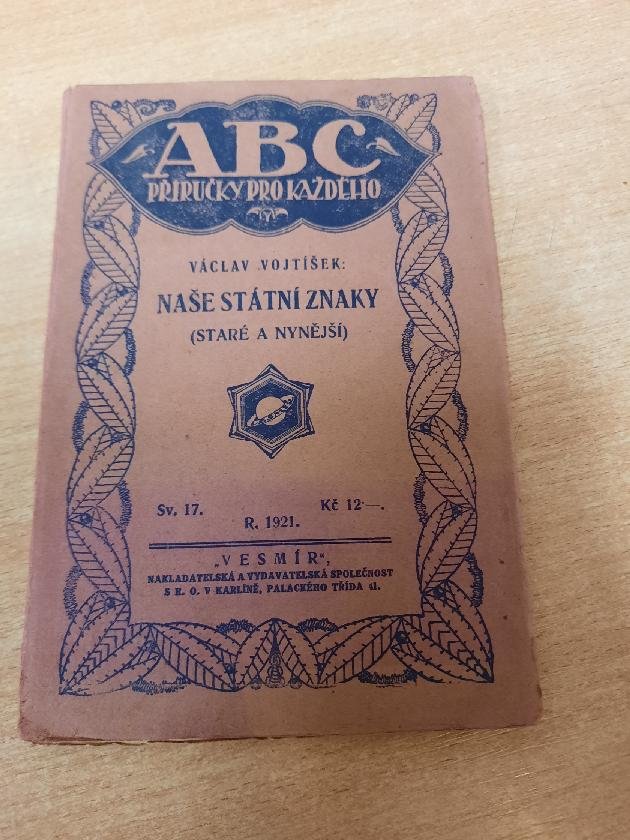 ABC
PŘÍRUČKY PRO KAŽDÉHO
VÁCLAV VOJTÍŠEK:
NAŠE STÁTNÍ ZNAKY
(STARÉ A NYNĚJŠÍ)
Sv. 17.
Kč 12·—.
R. 1921.
„VESMÍR“,
NAKLADATELSKÁ A VYDAVATELSKÁ SPOLEČNOST
S R. O. V KARLÍNĚ, PALACKÉHO TŘÍDA 41.